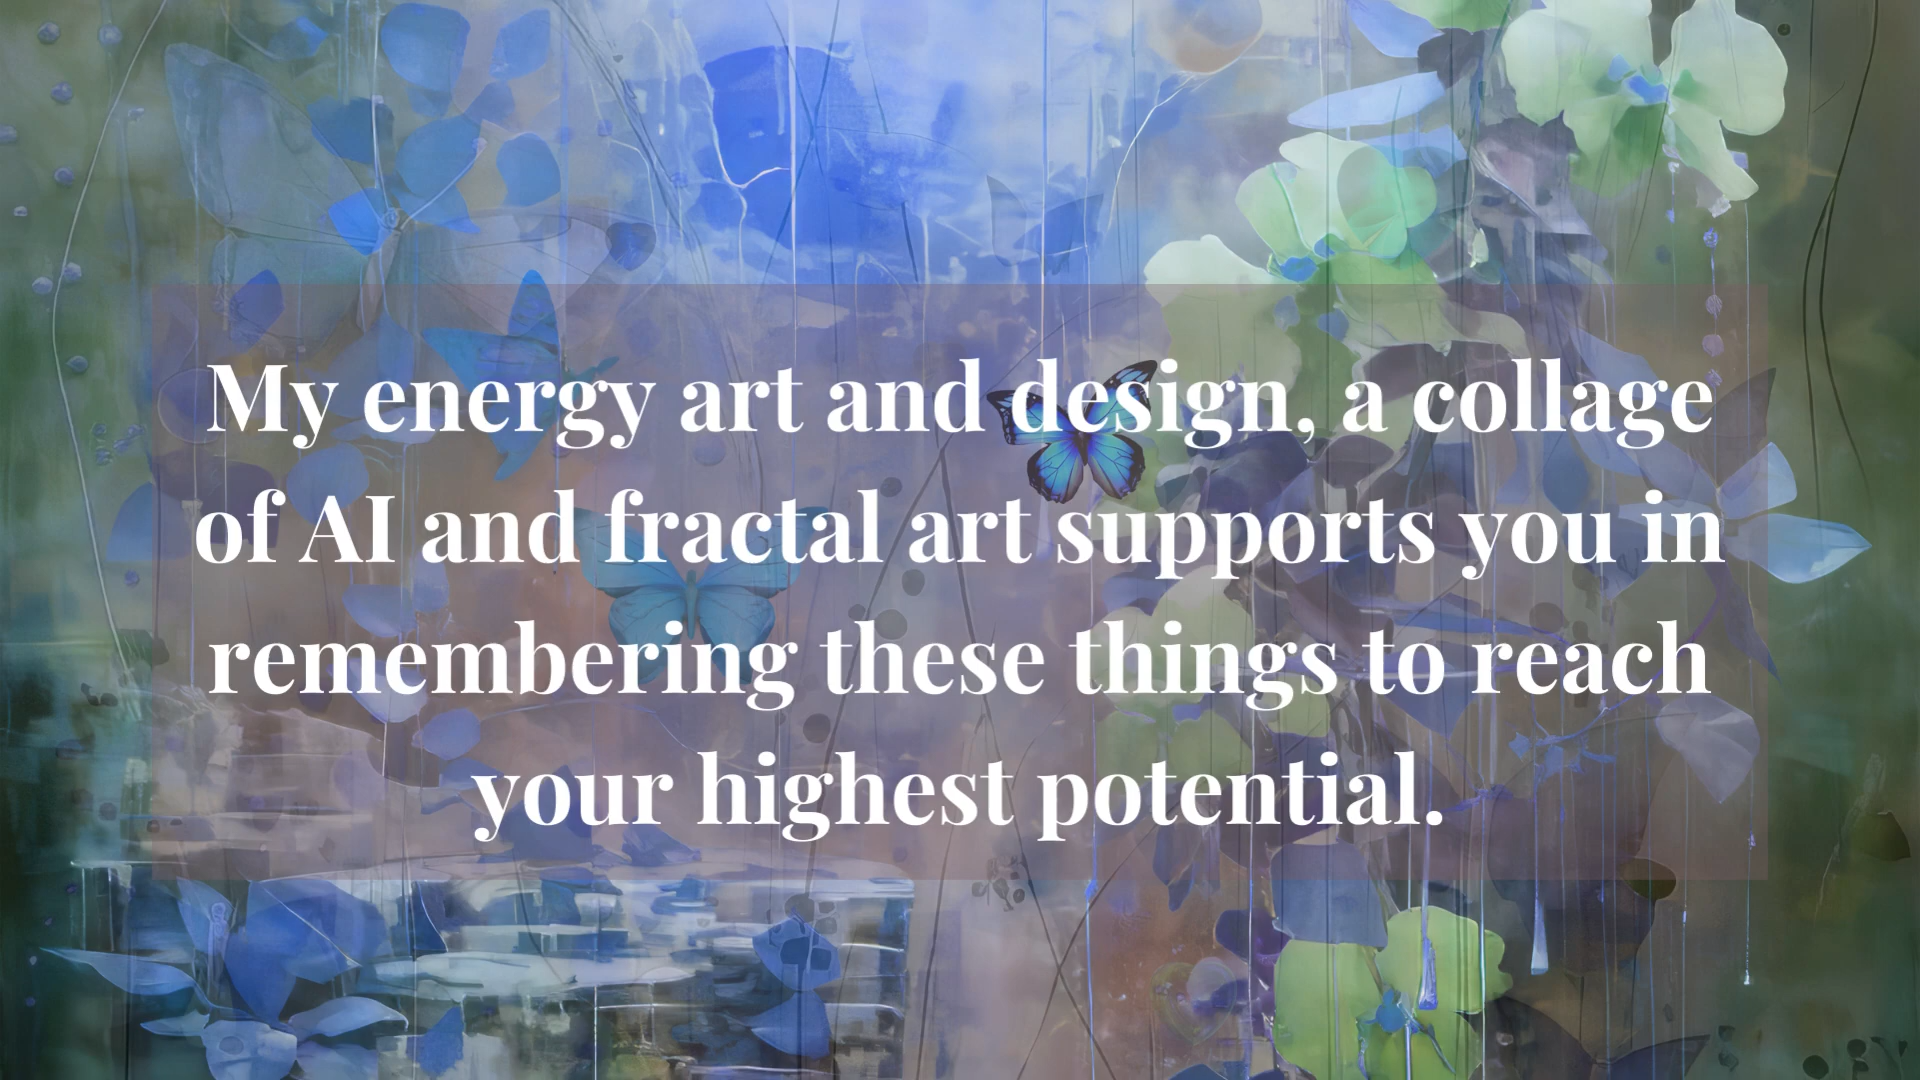 My energy art and design, a collage
of AI and fractal art supports you in
remembering these things to reach
your highest potential.